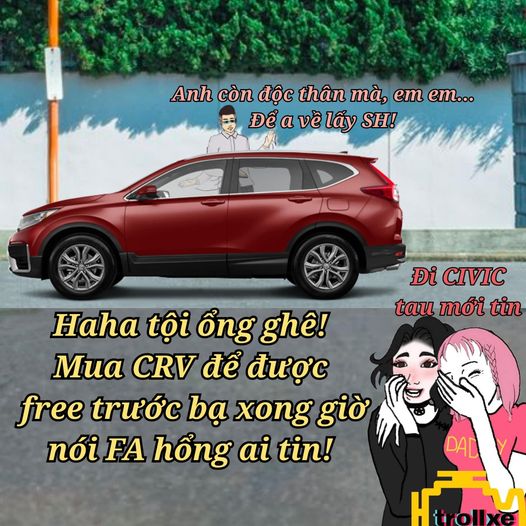 Anh còn độc thân mà, em em...
Để a về lấy SH!
Đi CIVIC
tau mới tin
Haha tội ổng ghê!
Mua CRV để được
free trước bạ xong giờ
nói FA hổng ai tin!
DADDY
trollxe